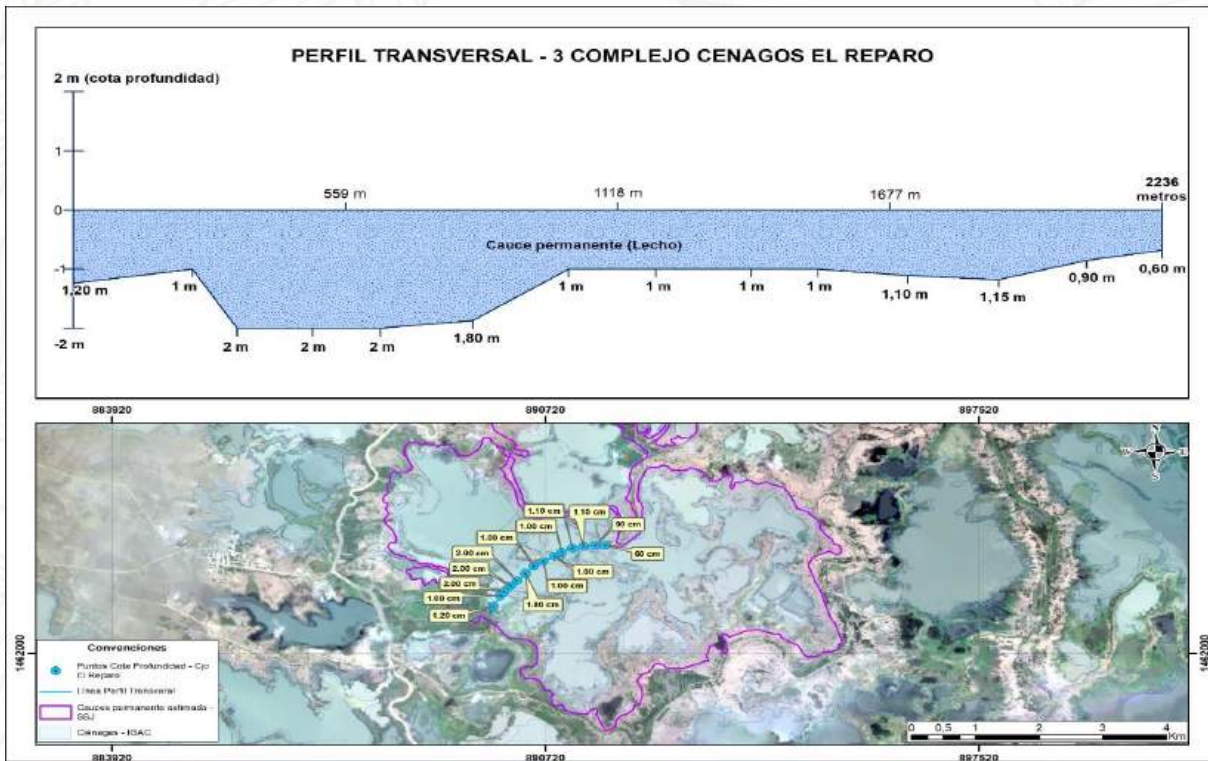 PERFIL TRANSVERSAL - 3 COMPLEJO CENAGOS EL REPARO
2 m (cota profundidad)
1
559 m
1118 m
1677 m
2236
metros
0
Cauce permanente (Lecho)
-1
1,20 m
1 m
2 m
2 m
2 m
1,80 m
1 m
1 m
1 m
1 m
1,10 m
1,15 m
0,90 m
0,60 m
-2 m
883920
890720
897520
N
W
E
S
1.10 cm
1.15 cm
1.00 cm
90 cm
1.00 cm
60 cm
2.00 cm
1.00 cm
2.00 cm
1.00 cm
2.00 cm
1.00 cm
1.80 cm
1.20 cm
1462000
1462000
Convenciones
Puntos Cota Profundidad - Cjo
El Reparo
Línea Perfil Transversal
Cauces permanente estimada -
SSJ
Ciénagas - IGAC
0 0,5 1 2 3 4
Km
883920
890720
897520